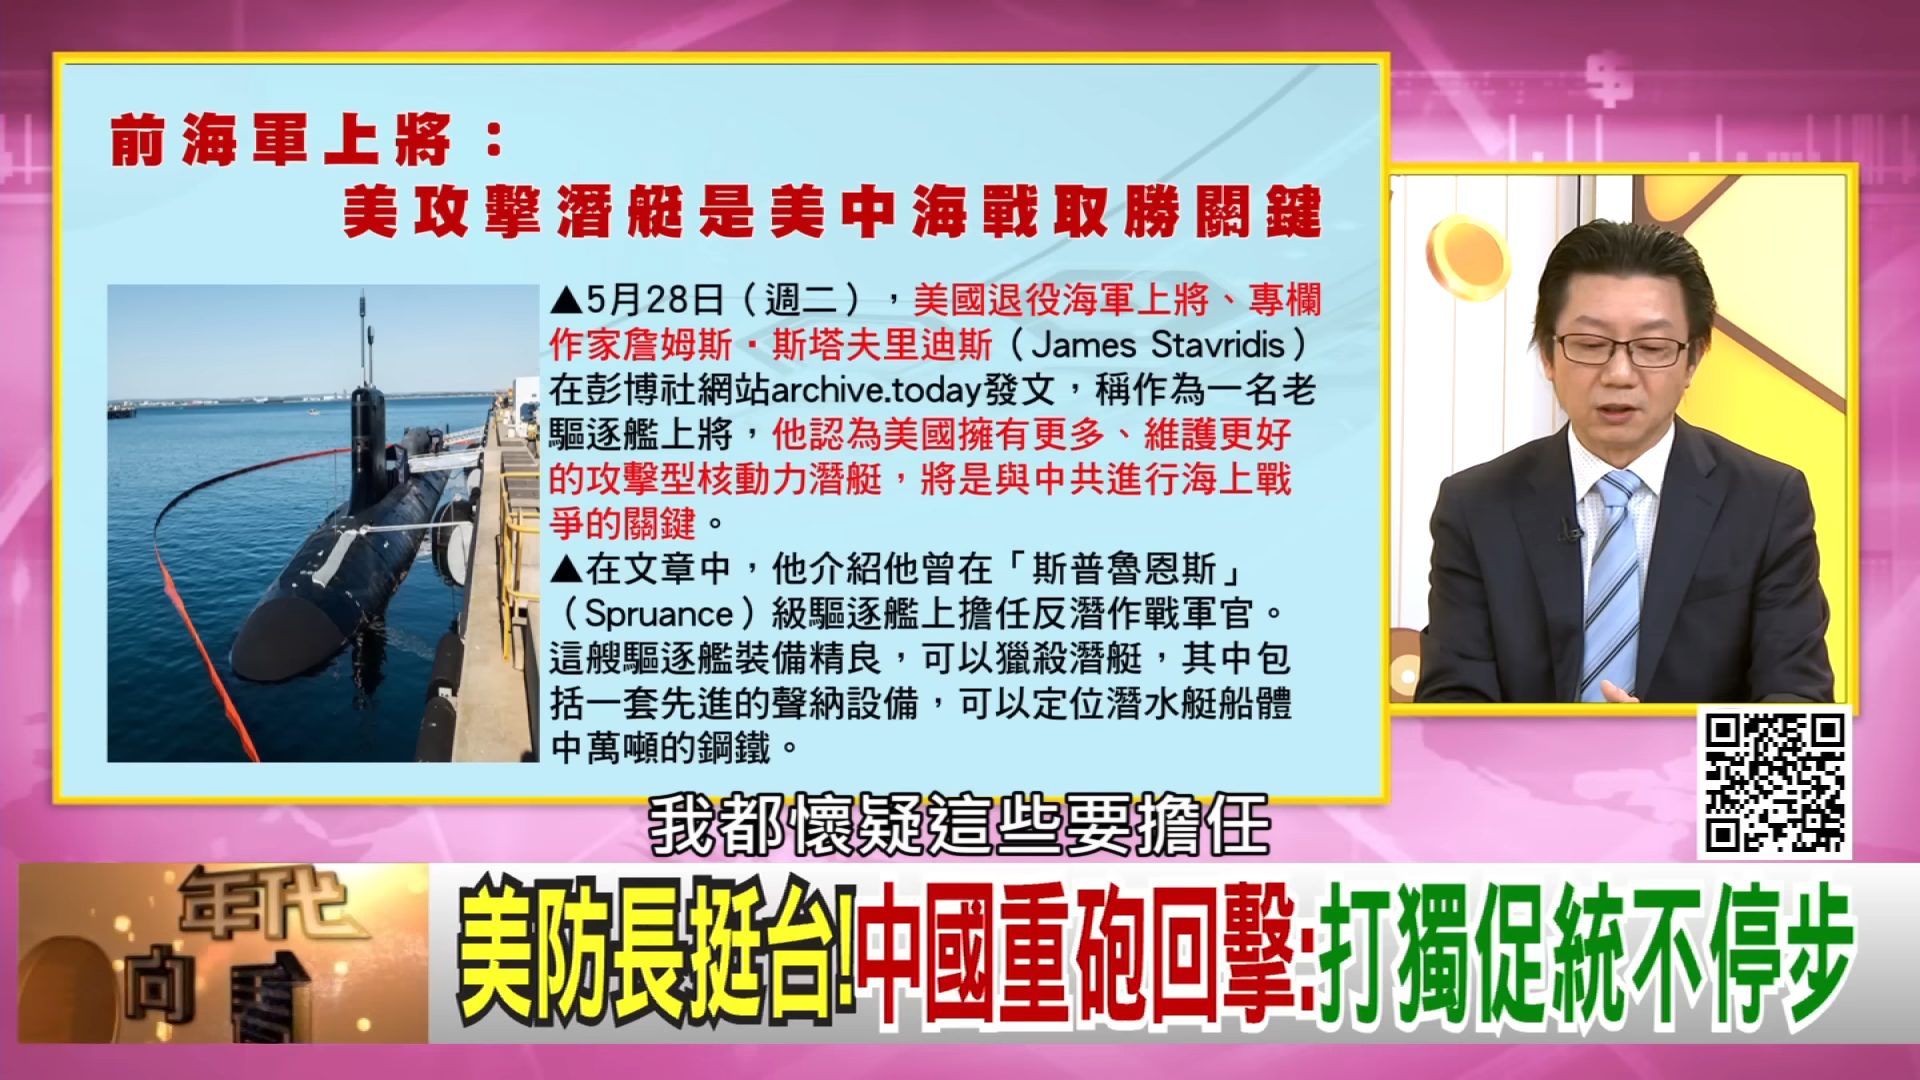 前海軍上將：
美攻擊潛艇是美中海戰取勝關鍵
▲5月28日（週二），美國退役海軍上將、專欄
作家詹姆斯·斯塔夫里迪斯（James Stavridis）
在彭博社網站archive.today發文，稱作為一名老
驅逐艦上將，他認為美國擁有更多、維護更好
的攻擊型核動力潛艇，將是與中共進行海上戰
爭的關鍵。
▲在文章中，他介紹他曾在「斯普魯恩斯」
（Spruance）級驅逐艦上擔任反潛作戰軍官。
這艘驅逐艦裝備精良，可以獵殺潛艇，其中包
括一套先進的聲納設備，可以定位潛水艇船體
中萬噸的鋼鐵。
我都懷疑這些要擔任
年代
向錢
美防長挺台!中國重砲回擊:打獨促統不停步